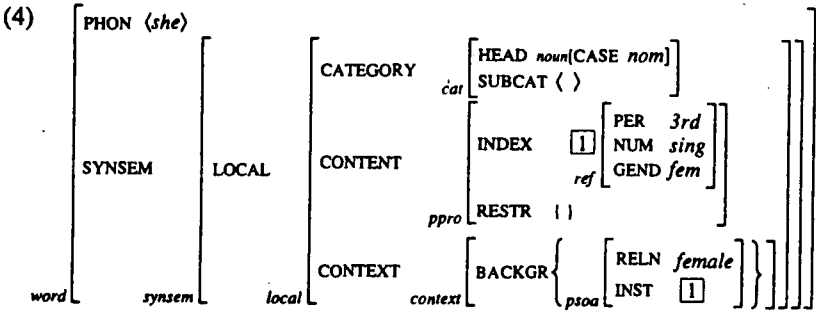 (4)
PHON ⟨she⟩
CATEGORY cat HEAD noun[CASE nom]
SUBCAT ⟨ ⟩
SYNSEM LOCAL CONTENT INDEX 1 PER 3rd
NUM sing
ref GEND fem
ppro RESTR { }
CONTEXT BACKGR RELN female
word synsem local context psoa INST 1